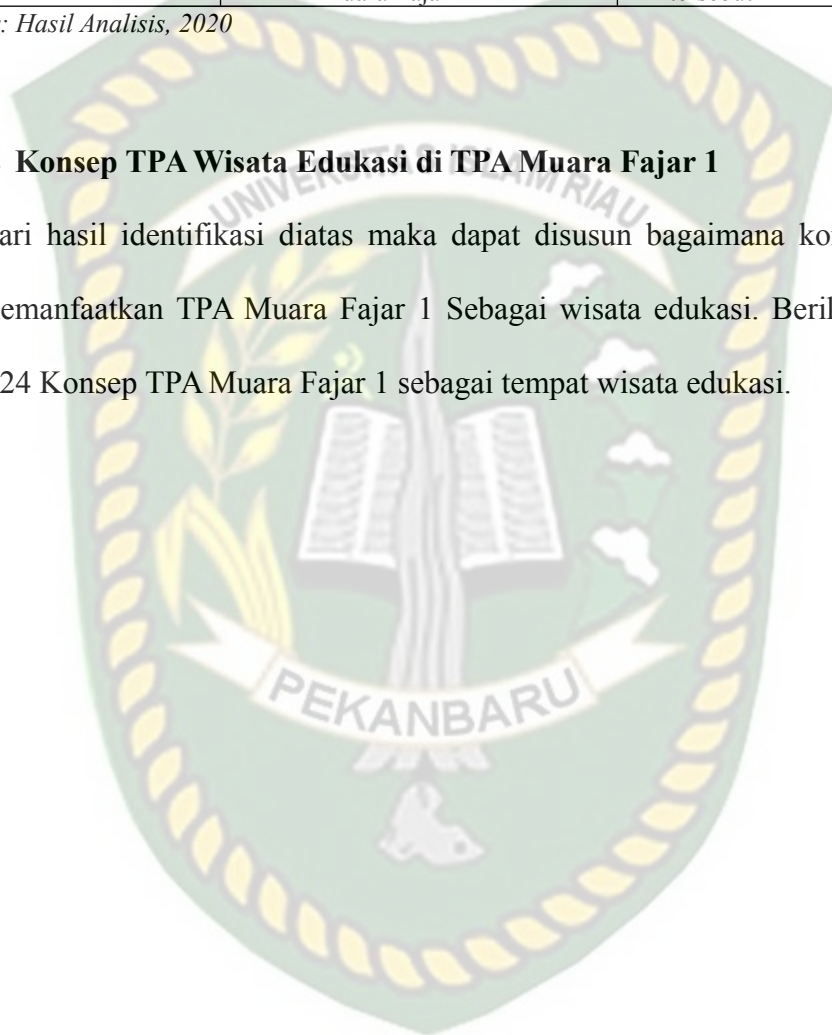 : Hasil Analisis, 2020
Konsep TPA Wisata Edukasi di TPA Muara Fajar 1
ari hasil identifikasi diatas maka dapat disusun bagaimana ko
emanfaatkan TPA Muara Fajar 1 Sebagai wisata edukasi. Beril
24 Konsep TPA Muara Fajar 1 sebagai tempat wisata edukasi.
UNIVERSITAS ISLAM RIAU
PEKANBARU